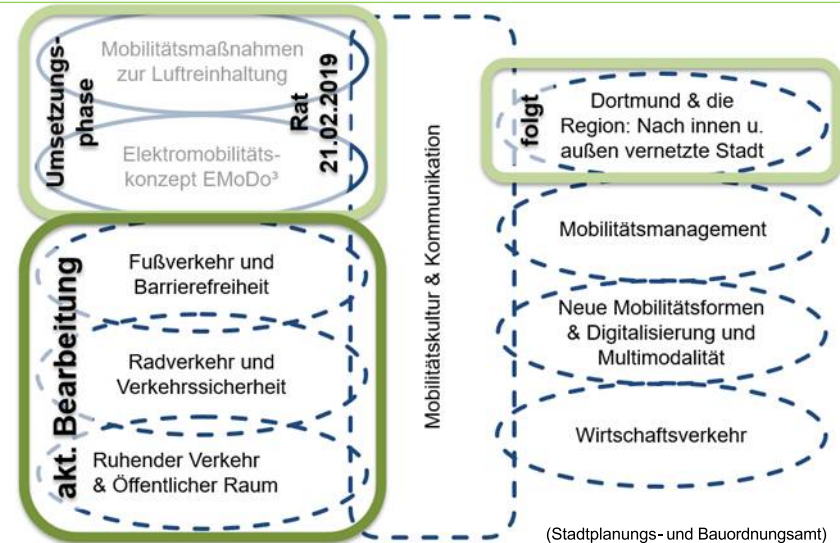 Umsetzungs-
phase
Mobilitätsmaßnahmen
zur Luftreinhaltung
Elektromobilitäts-
konzept EMoDo³
Rat
21.02.2019
akt. Bearbeitung
Fußverkehr und
Barrierefreiheit
Radverkehr und
Verkehrssicherheit
Ruhender Verkehr
& Öffentlicher Raum
Mobilitätskultur & Kommunikation
folgt
Dortmund & die
Region: Nach innen u.
außen vernetzte Stadt
Mobilitätsmanagement
Neue Mobilitätsformen
& Digitalisierung und
Multimodalität
Wirtschaftsverkehr
(Stadtplanungs- und Bauordnungsamt)